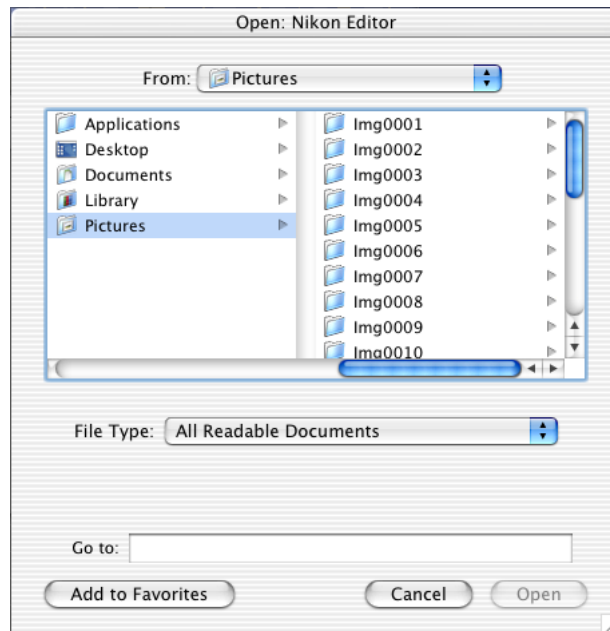 Open: Nikon Editor
From: Pictures
Applications
Desktop
Documents
Library
Pictures
Img0001
Img0002
Img0003
Img0004
Img0005
Img0006
Img0007
Img0008
Img0009
Img0010
File Type: All Readable Documents
Go to:
Add to Favorites Cancel Open